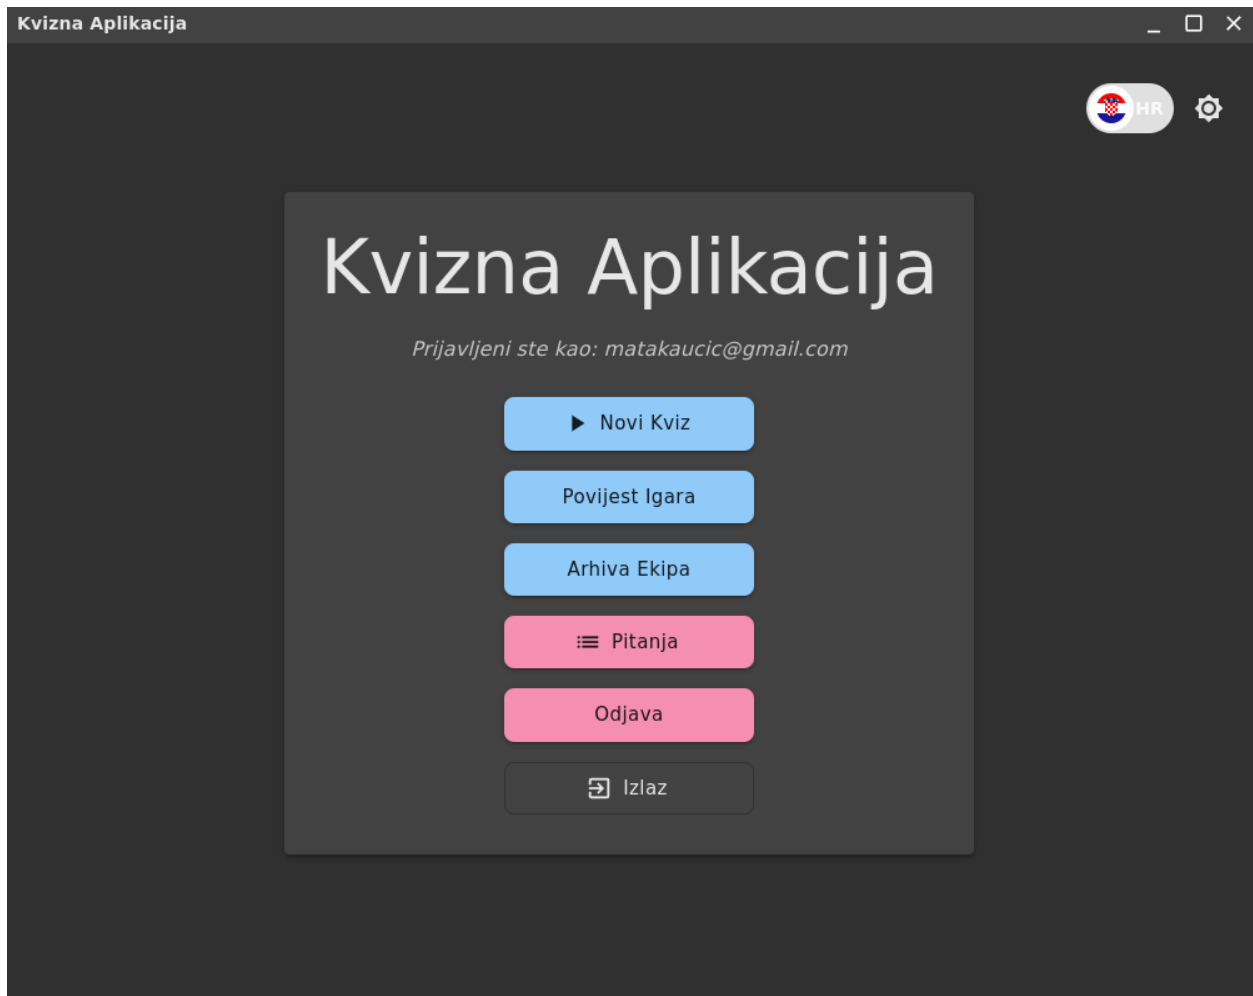 Kvizna Aplikacija
HR
Kvizna Aplikacija
Prijavljeni ste kao: matakaucic@gmail.com
Novi Kviz
Povijest Igara
Arhiva Ekipa
Pitanja
Odjava
Izlaz